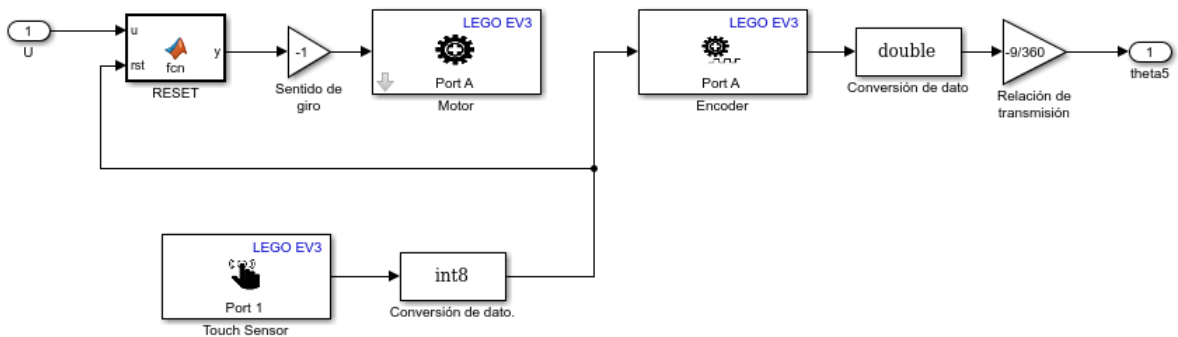 1
U
u
rst
y
fcn
RESET
-1
Sentido de
giro
LEGO EV3
Port A
Motor
LEGO EV3
Port A
Encoder
double
Conversión de dato
-9/360
Relación de
transmisión
1
theta5
LEGO EV3
Port 1
Touch Sensor
int8
Conversión de dato.